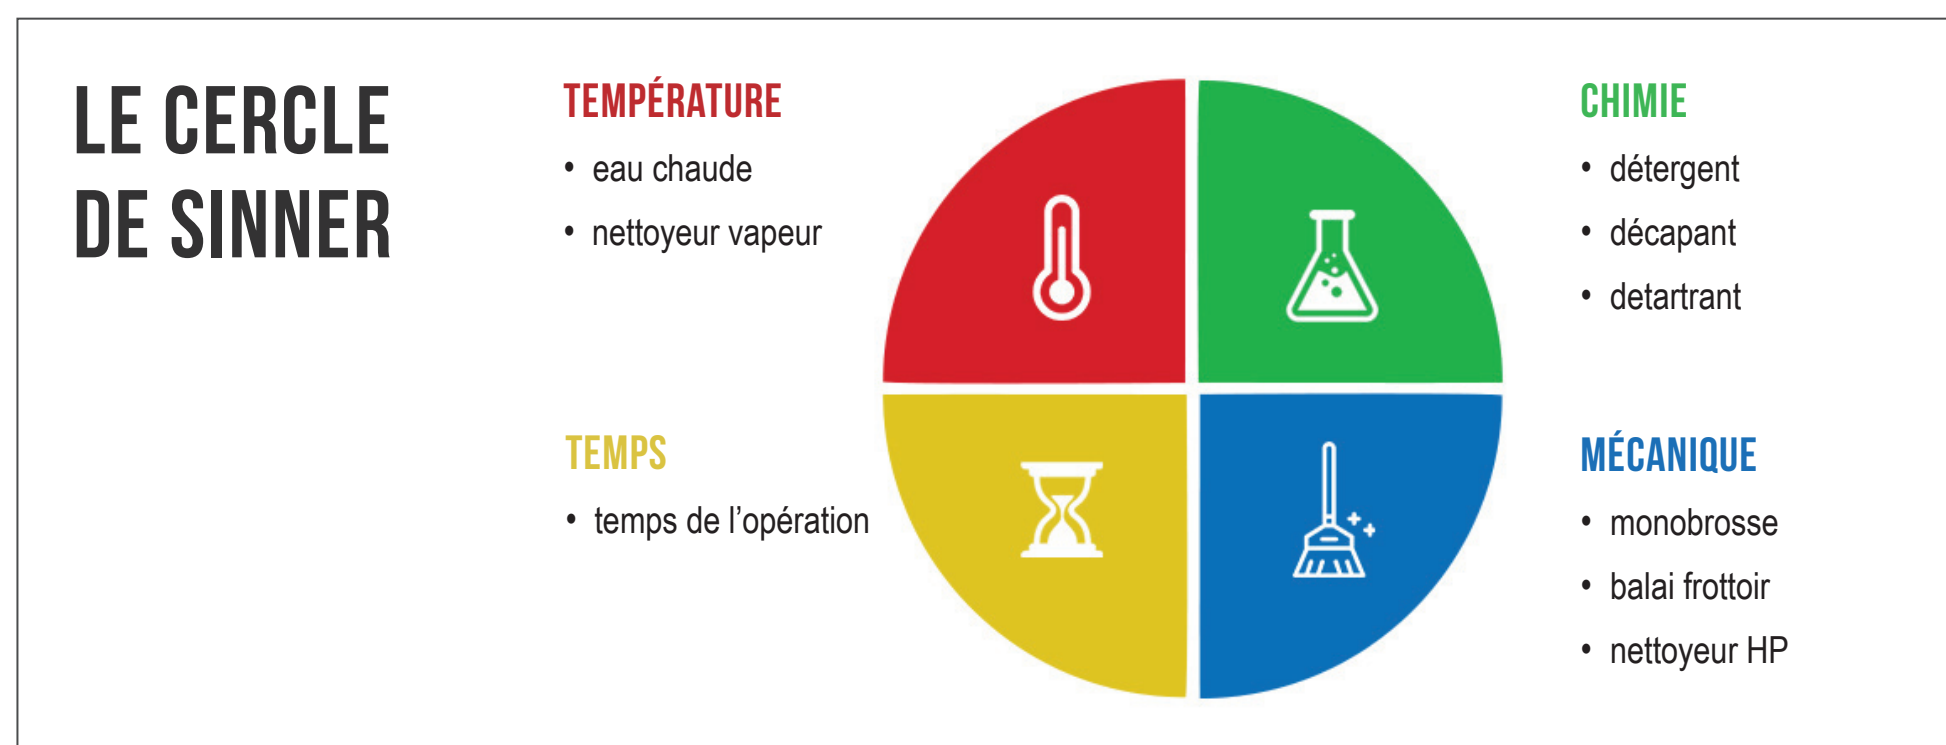 LE CERCLE
DE SINNER
TEMPÉRATURE
• eau chaude
• nettoyeur vapeur
TEMPS
• temps de l’opération
CHIMIE
• détergent
• décapant
• detartrant
MÉCANIQUE
• monobrosse
• balai frottoir
• nettoyeur HP